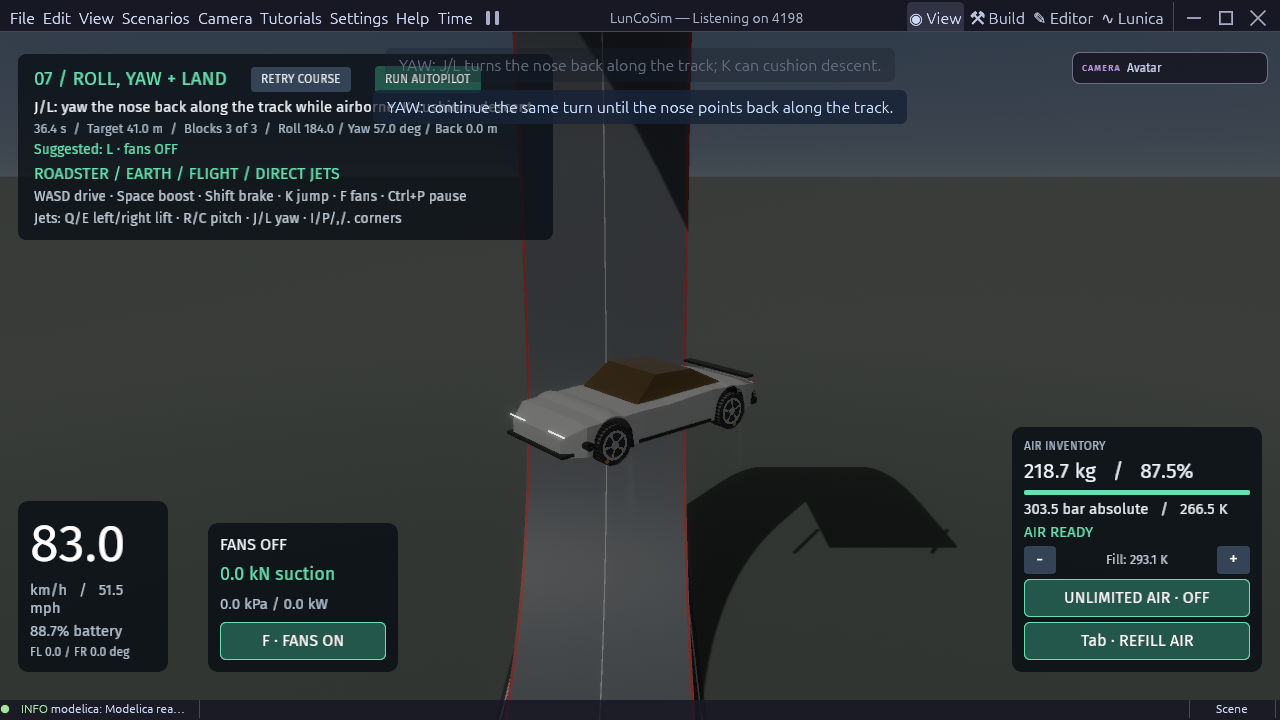 File Edit View Scenarios Camera Tutorials Settings Help Time
LunCoSim — Listening on 4198
View Build Editor Lunica
07 / ROLL, YAW + LAND
RETRY COURSE
RUN AUTOPILOT
YAW: J/L turns the nose back along the track; K can cushion descent.
J/L: yaw the nose back along the track while airbo
YAW: continue the same turn until the nose points back along the track.
36.4 s / Target 41.0 m / Blocks 3 of 3 / Roll 184.0 / Yaw 57.0 deg / Back 0.0 m
Suggested: L · fans OFF
ROADSTER / EARTH / FLIGHT / DIRECT JETS
WASD drive · Space boost · Shift brake · K jump · F fans · Ctrl+P pause
Jets: Q/E left/right lift · R/C pitch · J/L yaw · I/P/,/. corners
CAMERA Avatar
83.0
km/h / 51.5
mph
88.7% battery
FL 0.0 / FR 0.0 deg
FANS OFF
0.0 kN suction
0.0 kPa / 0.0 kW
F · FANS ON
AIR INVENTORY
218.7 kg / 87.5%
303.5 bar absolute / 266.5 K
AIR READY
- Fill: 293.1 K +
UNLIMITED AIR · OFF
Tab · REFILL AIR
INFO modelica: Modelica rea...
Scene